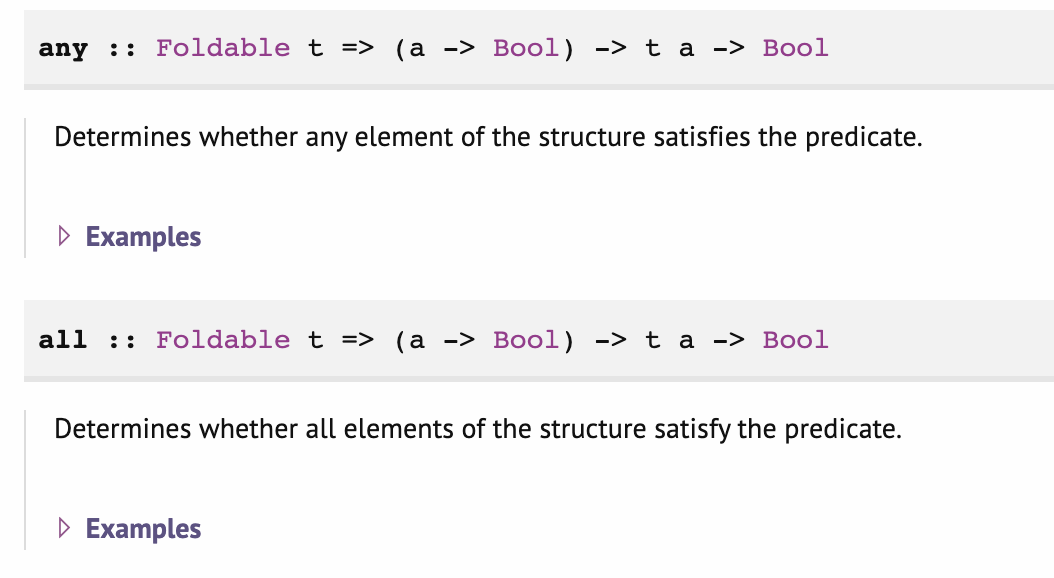 any :: Foldable t => (a -> Bool) -> t a -> Bool
Determines whether any element of the structure satisfies the predicate.
Examples
all :: Foldable t => (a -> Bool) -> t a -> Bool
Determines whether all elements of the structure satisfy the predicate.
Examples